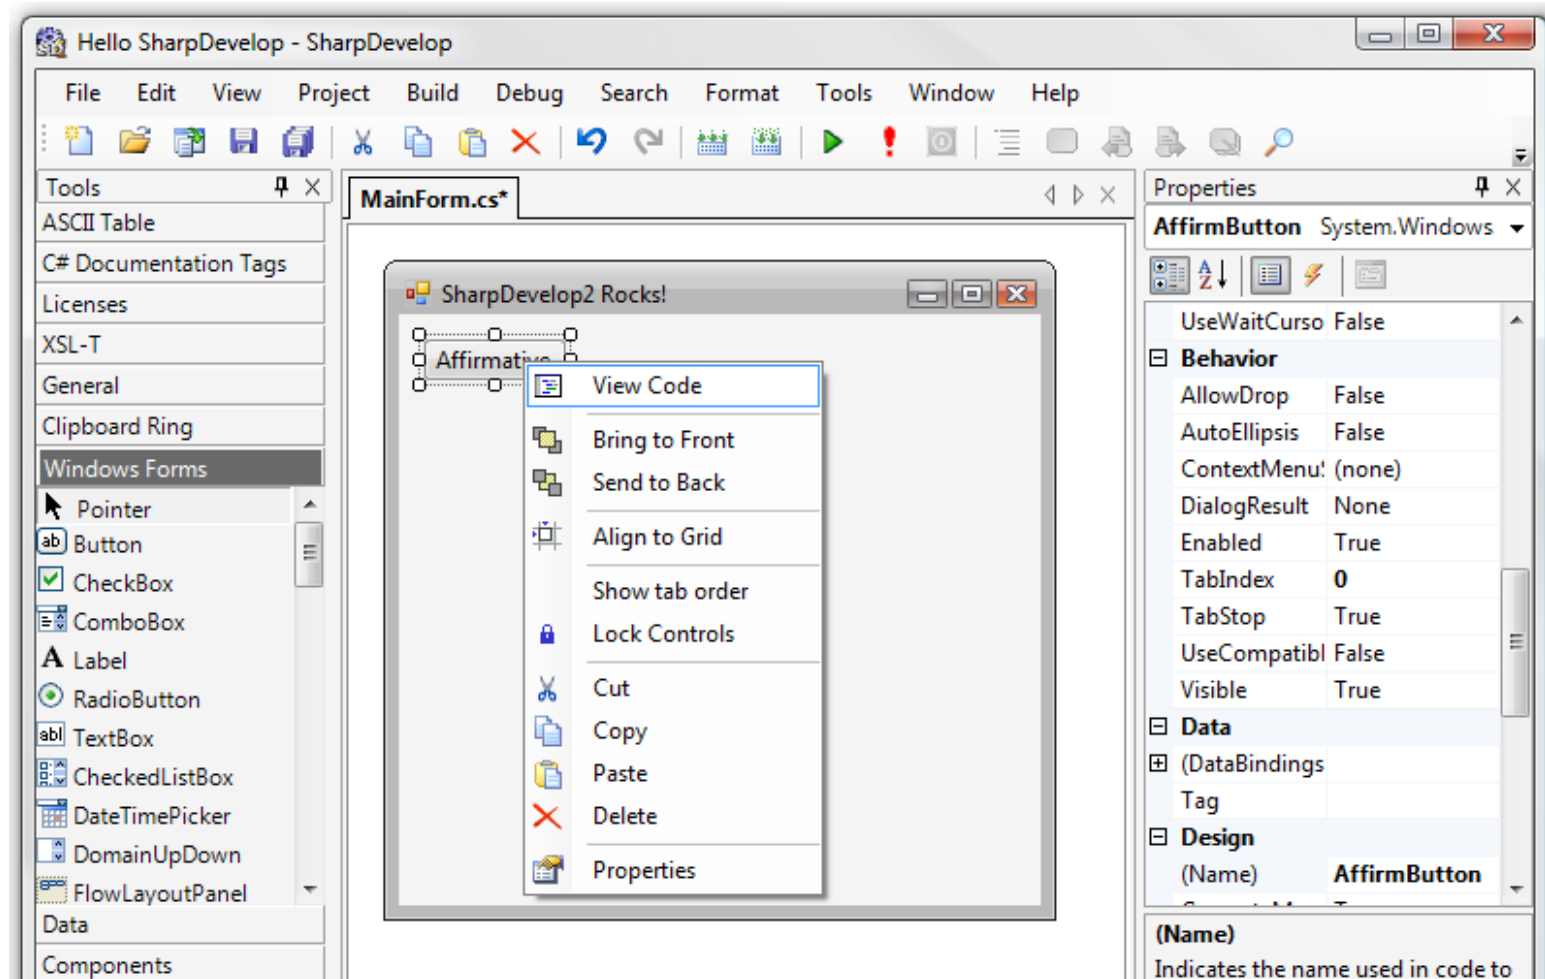 Hello SharpDevelop - SharpDevelop
File Edit View Project Build Debug Search Format Tools Window Help
Tools
ASCII Table
C# Documentation Tags
Licenses
XSL-T
General
Clipboard Ring
Windows Forms
Pointer
ab Button
CheckBox
ComboBox
A Label
RadioButton
abl TextBox
CheckedListBox
DateTimePicker
DomainUpDown
FlowLayoutPanel
Data
Components
MainForm.cs*
SharpDevelop2 Rocks!
Affirmative
View Code
Bring to Front
Send to Back
Align to Grid
Show tab order
Lock Controls
Cut
Copy
Paste
Delete
Properties
Properties
AffirmButton System.Windows
UseWaitCurso False
Behavior
AllowDrop False
AutoEllipsis False
ContextMenu (none)
DialogResult None
Enabled True
TabIndex 0
TabStop True
UseCompatibl False
Visible True
Data
(DataBindings
Tag
Design
(Name) AffirmButton
(Name)
Indicates the name used in code to